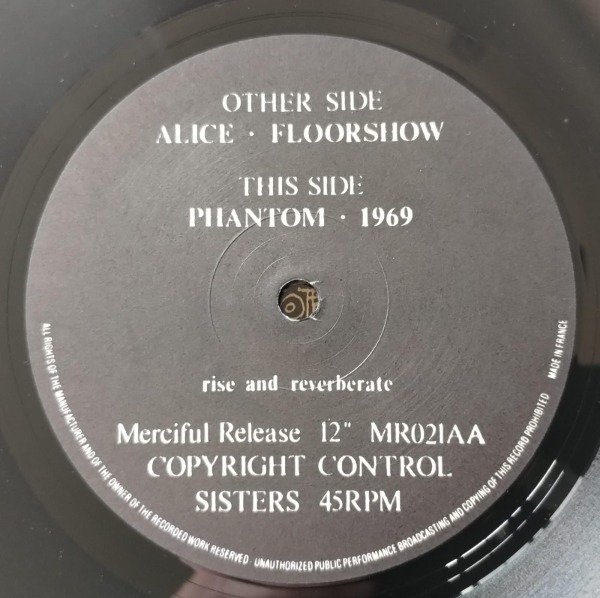 OTHER SIDE
ALICE · FLOORSHOW
THIS SIDE
PHANTOM · 1969
rise and reverberate
Merciful Release 12" MR021AA
COPYRIGHT CONTROL
SISTERS 45RPM
ALL RIGHTS OF THE MANUFACTURER AND OF THE OWNER OF THE RECORDED WORK RESERVED · UNAUTHORIZED PUBLIC PERFORMANCE BROADCASTING AND COPYING OF THIS RECORD PROHIBITED MADE IN FRANCE